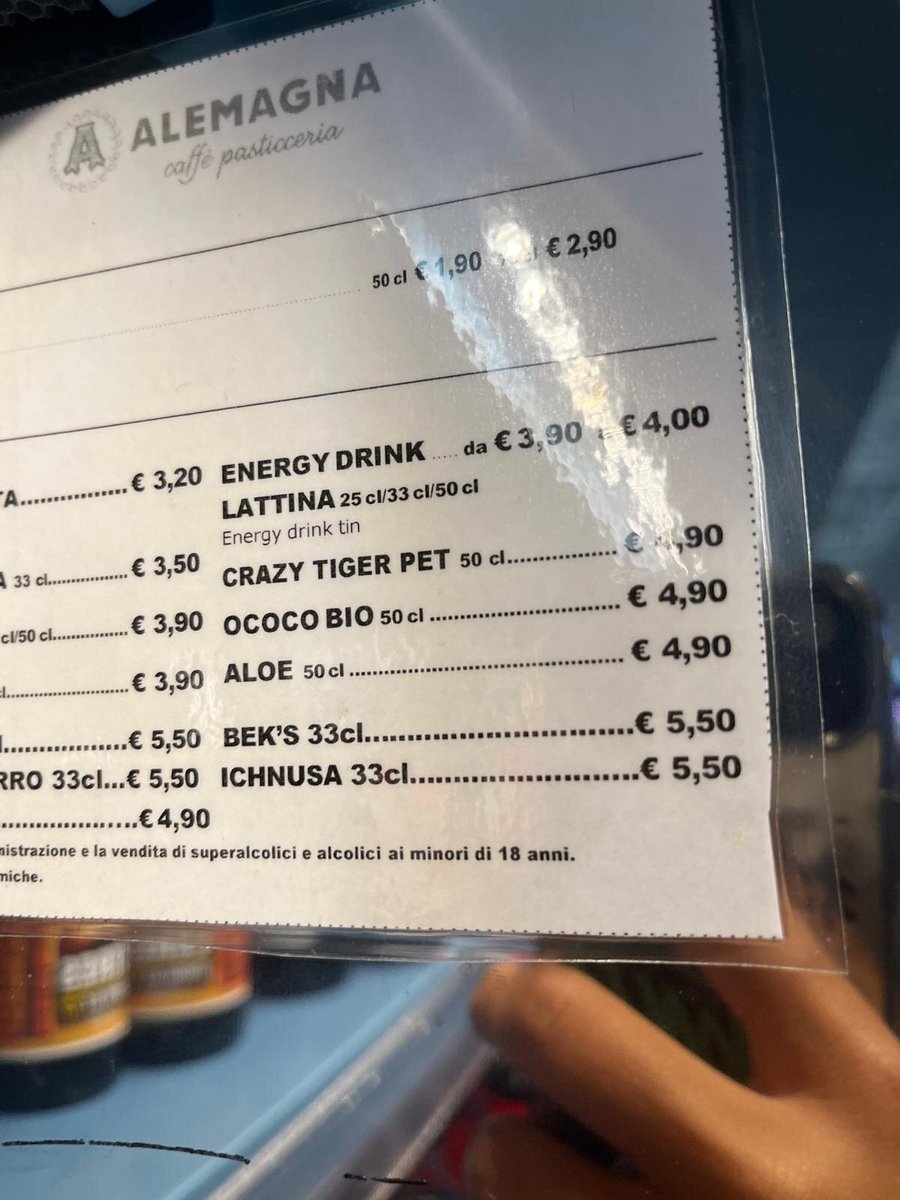 A
ALEMAGNA
caffè pasticceria
50 cl € 1,90 € 2,90
TA................€ 3,20
A 33 cl................€ 3,50
cl/50 cl...............€ 3,90
l.........................€ 3,90
l..................€ 5,50
RRO 33cl...€ 5,50
.......................€ 4,90
ENERGY DRINK ..... da € 3,90 a € 4,00
LATTINA 25 cl/33 cl/50 cl
Energy drink tin
CRAZY TIGER PET 50 cl................ € ,90
OCOCO BIO 50 cl ............................. € 4,90
ALOE 50 cl .......................................... € 4,90
BEK'S 33cl..................................€ 5,50
ICHNUSA 33cl.............................€ 5,50
nistrazione e la vendita di superalcolici e alcolici ai minori di 18 anni.
miche.